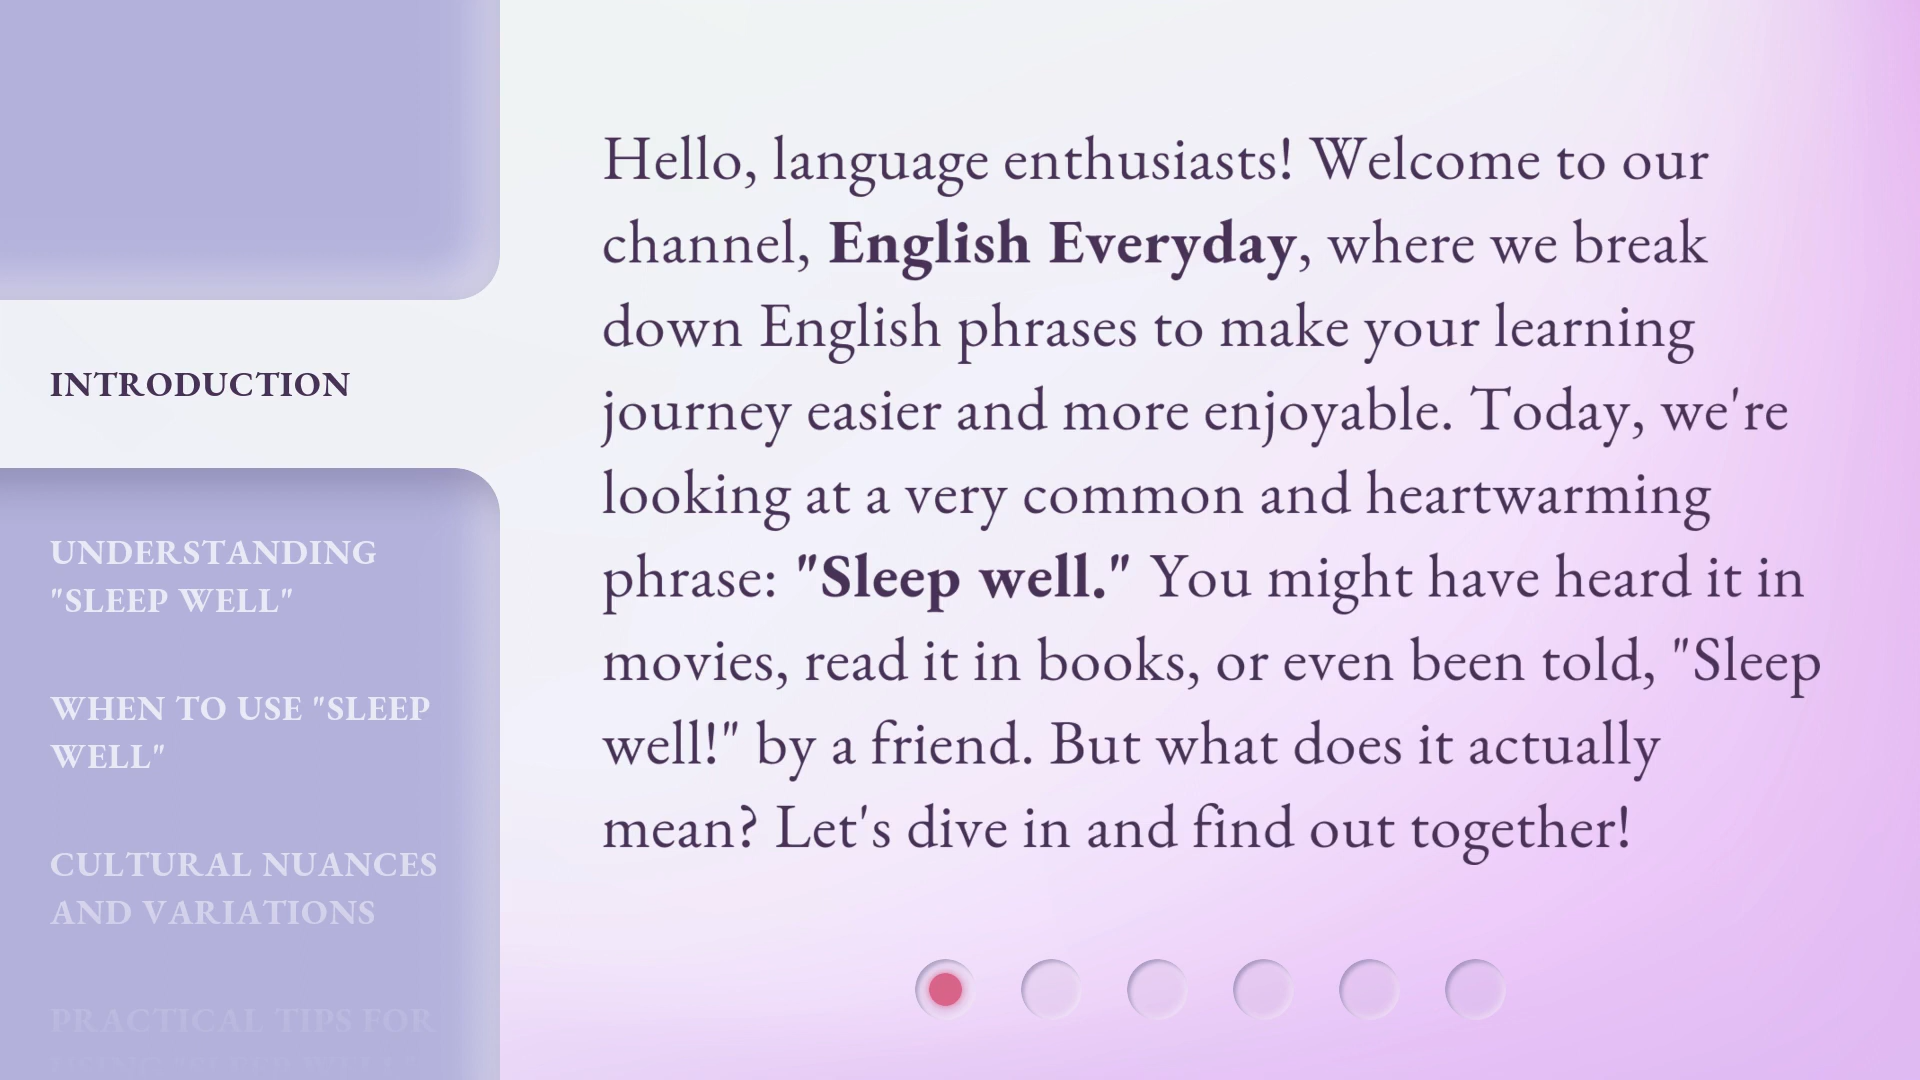 INTRODUCTION
UNDERSTANDING
"SLEEP WELL"
WHEN TO USE "SLEEP
WELL"
CULTURAL NUANCES
AND VARIATIONS
PRACTICAL TIPS FOR
USING "SLEEP WELL"
Hello, language enthusiasts! Welcome to our
channel, English Everyday, where we break
down English phrases to make your learning
journey easier and more enjoyable. Today, we're
looking at a very common and heartwarming
phrase: "Sleep well." You might have heard it in
movies, read it in books, or even been told, "Sleep
well!" by a friend. But what does it actually
mean? Let's dive in and find out together!